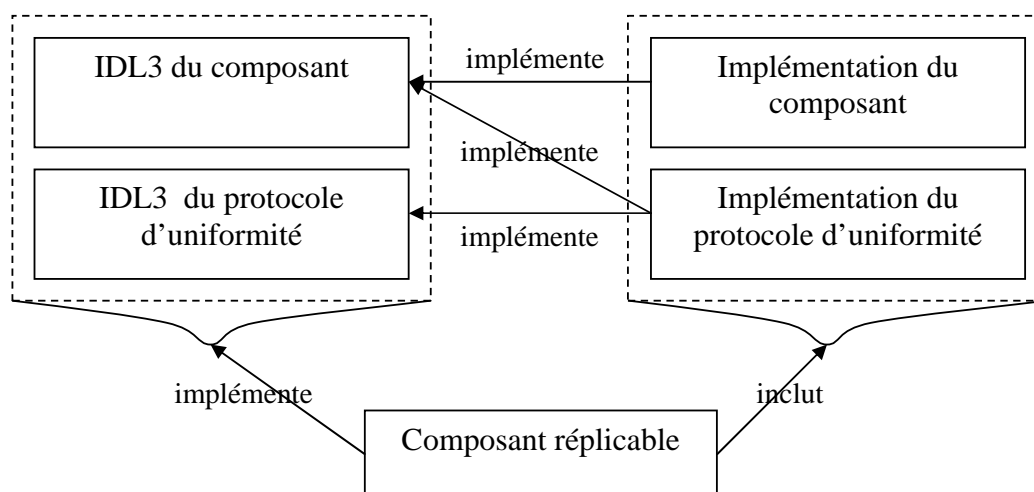 IDL3 du composant
implémente
Implémentation du
composant
implémente
IDL3  du protocole
d’uniformité
implémente
Implémentation du
protocole d’uniformité
implémente
inclut
Composant réplicable